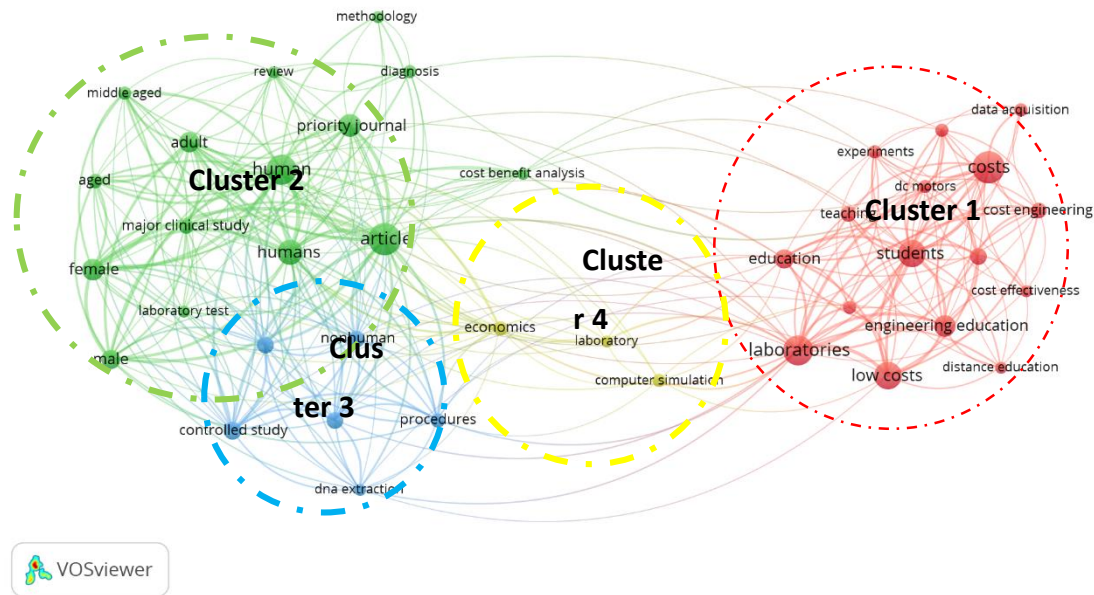 methodology
review
diagnosis
middle aged
data acquisition
priority journal
adult
experiments
human
costs
cost benefit analysis
aged
Cluster 2
dc motors
Cluster 1
teaching
cost engineering
major clinical study
article
humans
students
Cluste
r 4
education
female
cost effectiveness
laboratory test
economics
engineering education
nonhuman
laboratory
Clus
ter 3
laboratories
male
distance education
low costs
computer simulation
procedures
controlled study
dna extraction
VOSviewer